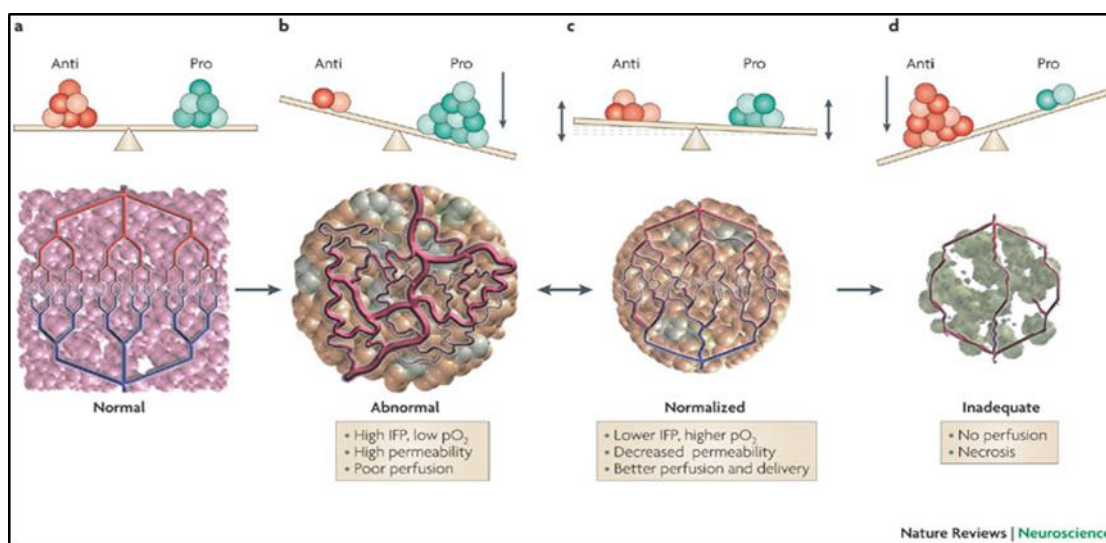 a
b
c
d
Anti Pro
Anti Pro
Anti Pro
Anti Pro
Normal
Abnormal
• High IFP, low pO₂
• High permeability
• Poor perfusion
Normalized
• Lower IFP, higher pO₂
• Decreased permeability
• Better perfusion and delivery
Inadequate
• No perfusion
• Necrosis
Nature Reviews | Neuroscience